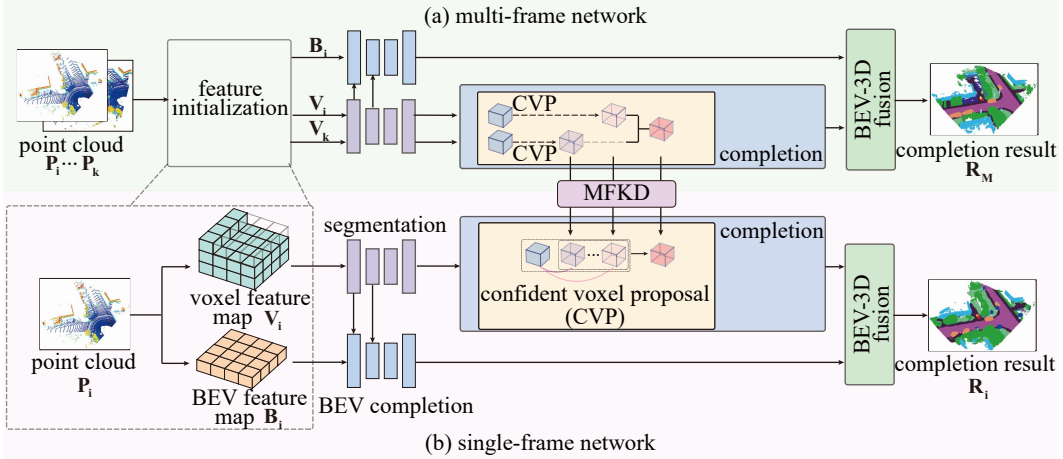 (a) multi-frame network
point cloud
P_i ... P_k
feature
initialization
B_i
V_i
V_k
CVP
CVP
completion
BEV-3D
fusion
completion result
R_M
MFKD
segmentation
completion
confident voxel proposal
(CVP)
point cloud
P_i
voxel feature
map V_i
BEV feature
map B_i
BEV completion
BEV-3D
fusion
completion result
R_i
(b) single-frame network